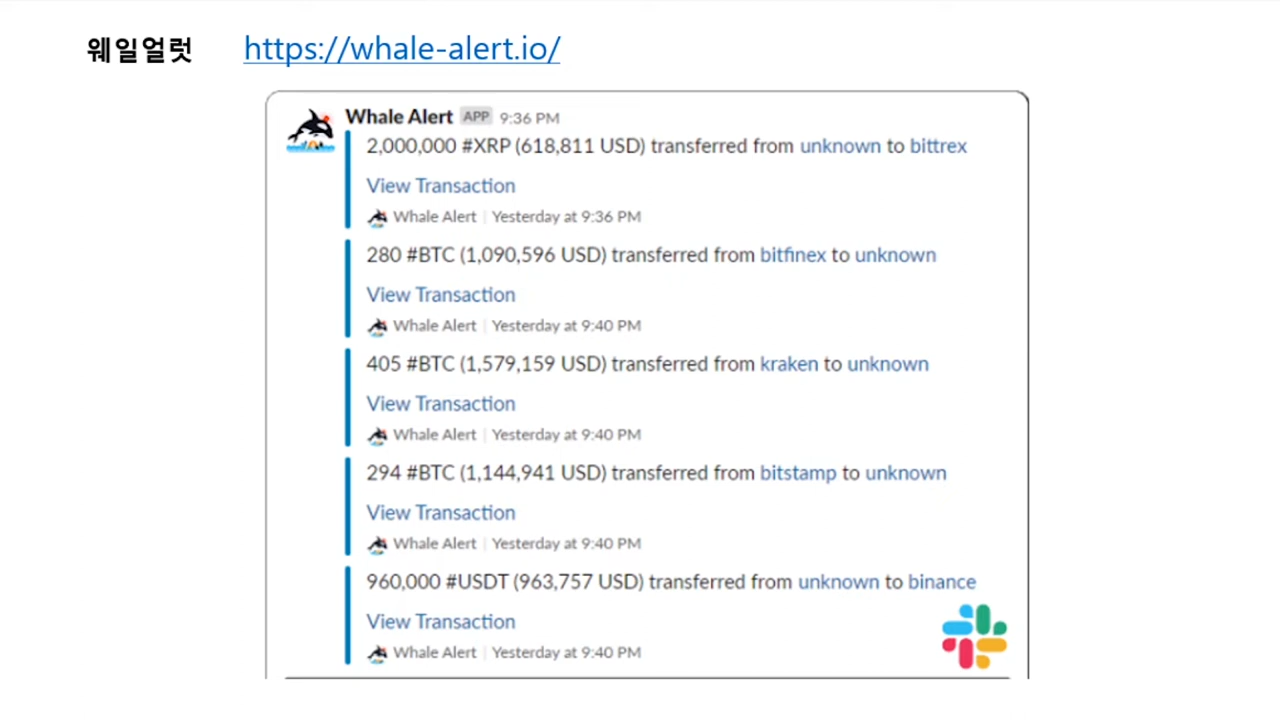 웨일얼럿 https://whale-alert.io/
Whale Alert APP 9:36 PM
2,000,000 #XRP (618,811 USD) transferred from unknown to bittrex
View Transaction
Whale Alert | Yesterday at 9:36 PM
280 #BTC (1,090,596 USD) transferred from bitfinex to unknown
View Transaction
Whale Alert | Yesterday at 9:40 PM
405 #BTC (1,579,159 USD) transferred from kraken to unknown
View Transaction
Whale Alert | Yesterday at 9:40 PM
294 #BTC (1,144,941 USD) transferred from bitstamp to unknown
View Transaction
Whale Alert | Yesterday at 9:40 PM
960,000 #USDT (963,757 USD) transferred from unknown to binance
View Transaction
Whale Alert | Yesterday at 9:40 PM